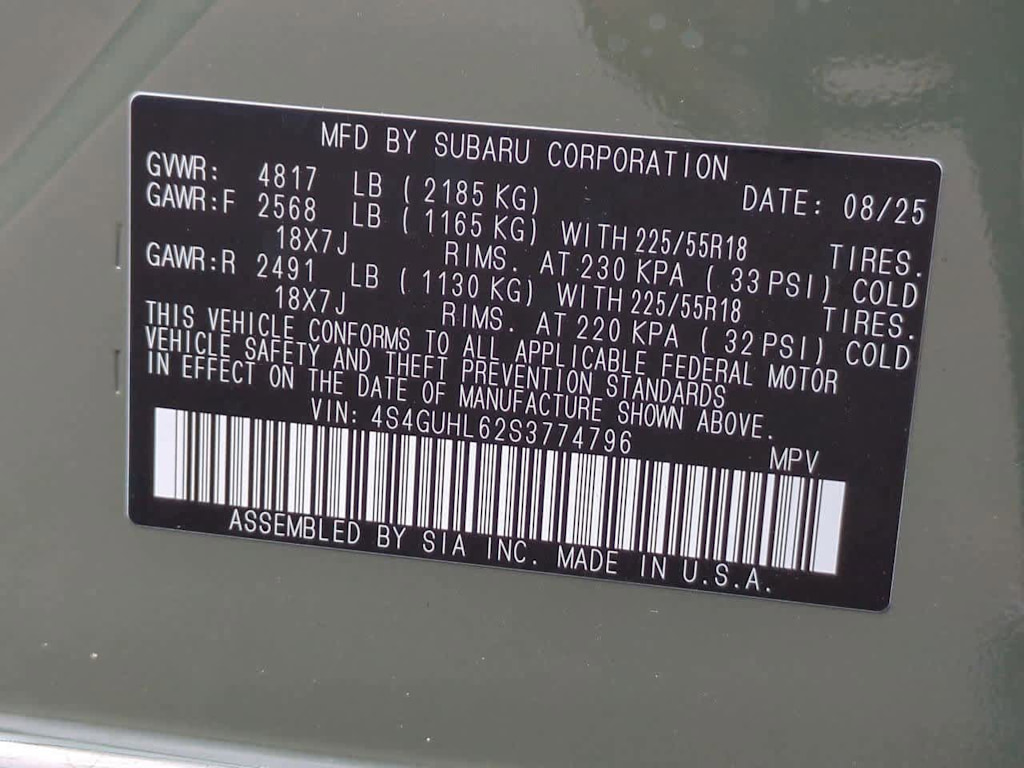 MFD BY SUBARU CORPORATION
GVWR: 4817 LB ( 2185 KG) DATE: 08/25
GAWR:F 2568 LB ( 1165 KG) WITH 225/55R18 TIRES.
18X7J RIMS. AT 230 KPA ( 33 PSI) COLD
GAWR:R 2491 LB ( 1130 KG) WITH 225/55R18 TIRES.
18X7J RIMS. AT 220 KPA ( 32 PSI) COLD
THIS VEHICLE CONFORMS TO ALL APPLICABLE FEDERAL MOTOR
VEHICLE SAFETY AND THEFT PREVENTION STANDARDS
IN EFFECT ON THE DATE OF MANUFACTURE SHOWN ABOVE.
VIN: 4S4GUHL62S3774796 MPV
ASSEMBLED BY SIA INC. MADE IN U.S.A.